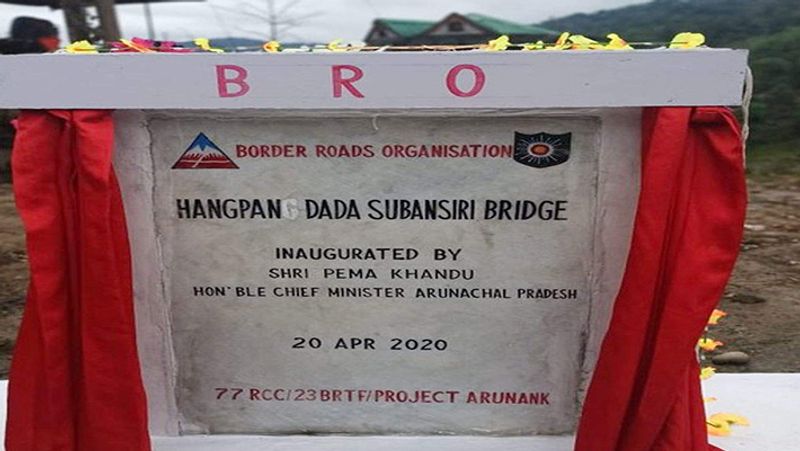 B R O
BORDER ROADS ORGANISATION
HANGPANG DADA SUBANSIRI BRIDGE
INAUGURATED BY
SHRI PEMA KHANDU
HON'BLE CHIEF MINISTER ARUNACHAL PRADESH
20 APR 2020
77 RCC/23 BRTF/PROJECT ARUNANK